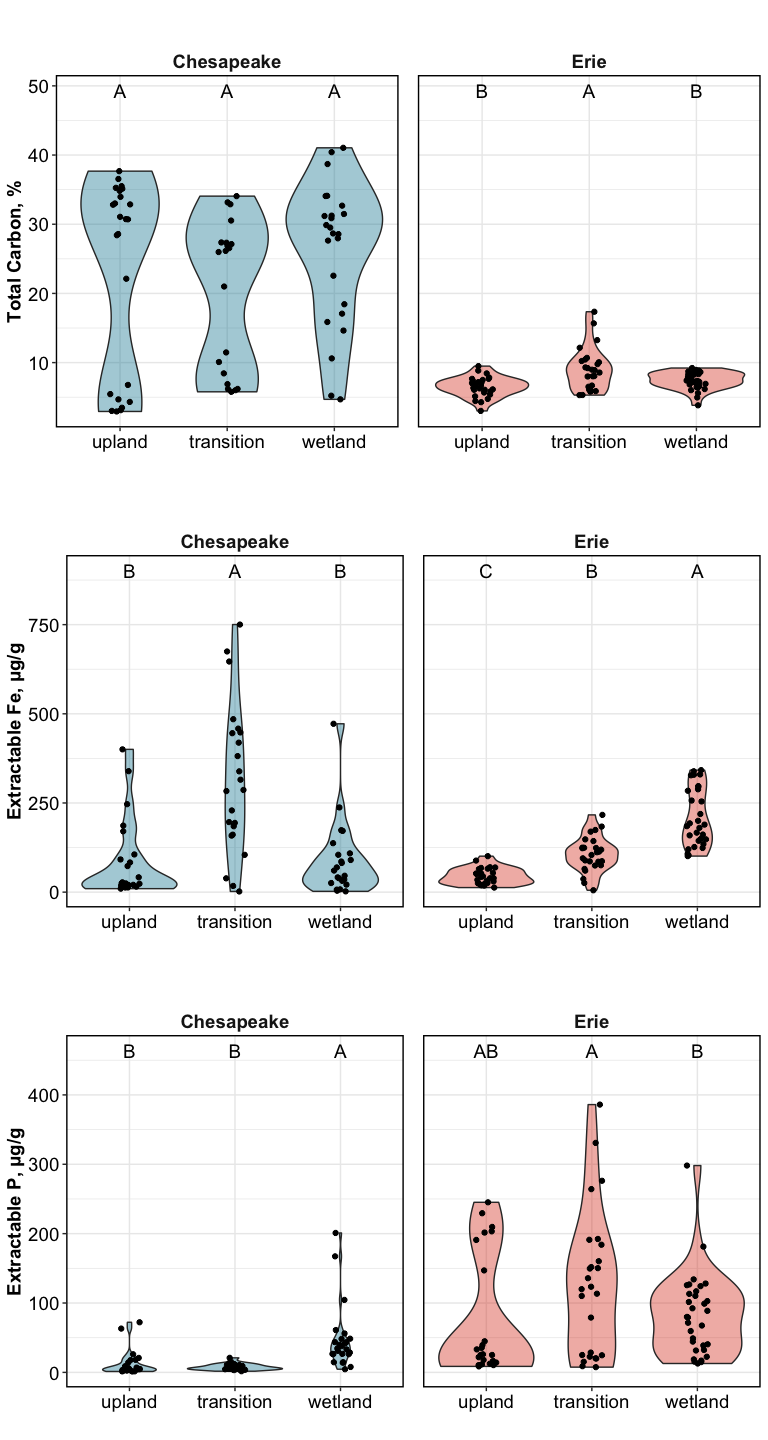 Chesapeake Erie
Total Carbon, %
50
40
30
20
10
A A A B A B
upland transition wetland upland transition wetland
Chesapeake Erie
Extractable Fe, µg/g
750
500
250
0
B A B C B A
upland transition wetland upland transition wetland
Chesapeake Erie
Extractable P, µg/g
400
300
200
100
0
B B A AB A B
upland transition wetland upland transition wetland